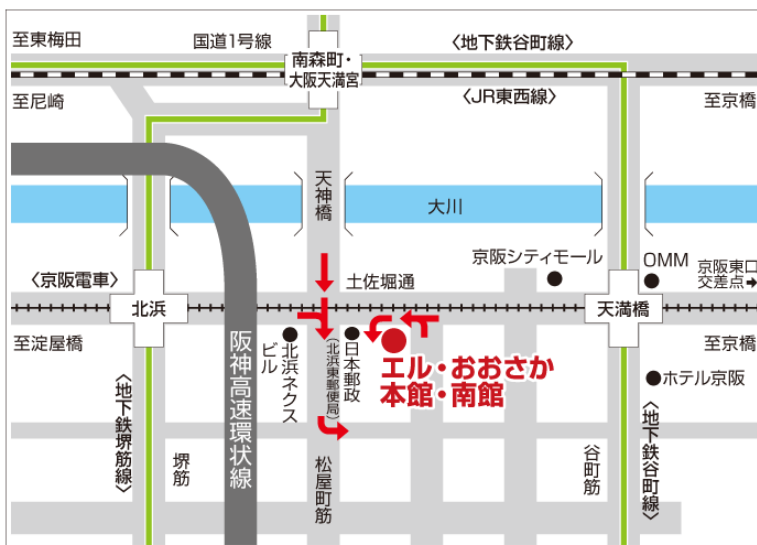 至東梅田
国道1号線
〈地下鉄谷町線〉
南森町・
大阪天満宮
至尼崎
〈JR東西線〉
至京橋
天神橋
大川
京阪シティモール
OMM
京阪東口
交差点→
〈京阪電車〉
土佐堀通
北浜
天満橋
至淀屋橋
至京橋
阪神高速環状線
北浜ネクス
ビル
(北浜東郵便局)
日本郵政
エル・おおさか
本館・南館
ホテル京阪
〈地下鉄堺筋線〉
堺筋
松屋町筋
谷町筋
〈地下鉄谷町線〉